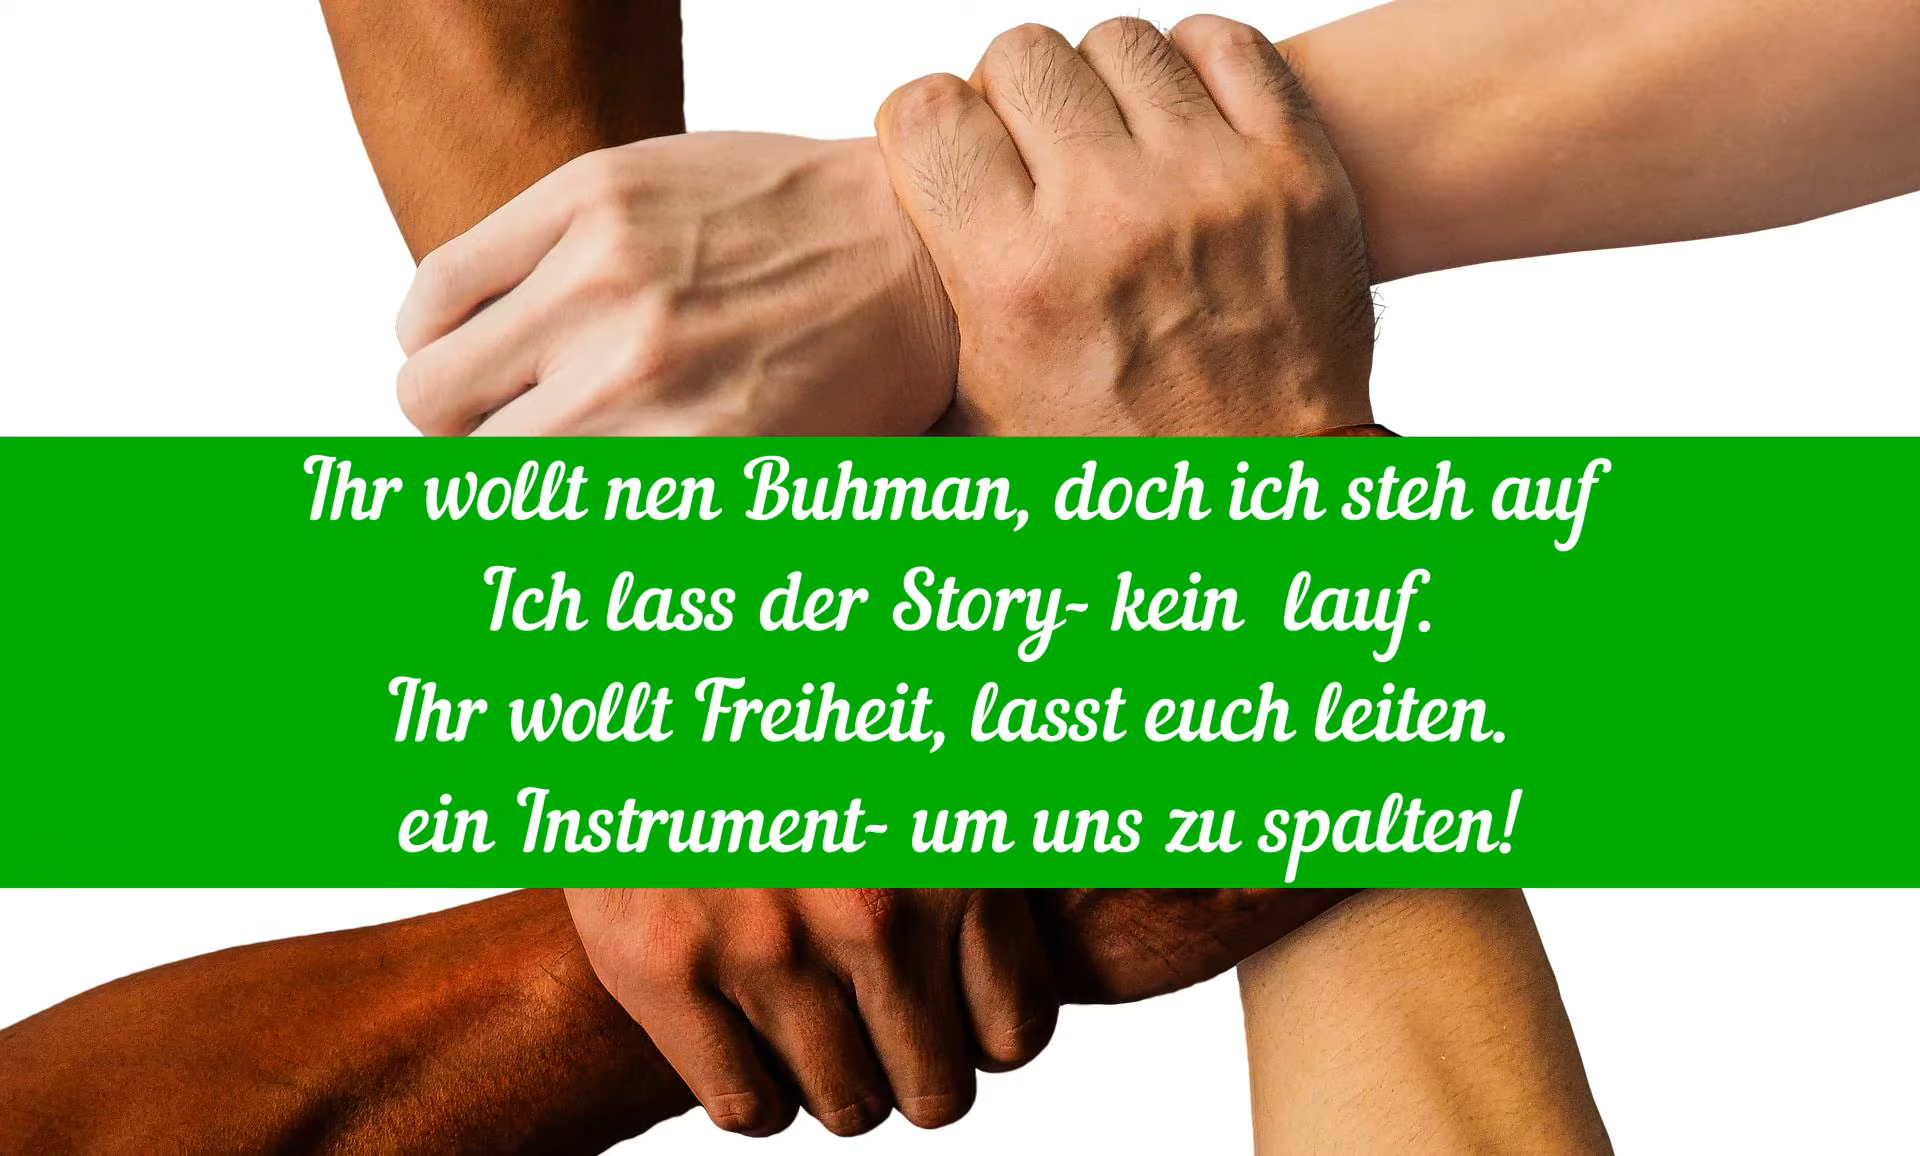 Ihr wollt nen Buhman, doch ich steh auf
Ich lass der Story- kein lauf.
Ihr wollt Freiheit, lasst euch leiten.
ein Instrument- um uns zu spalten!